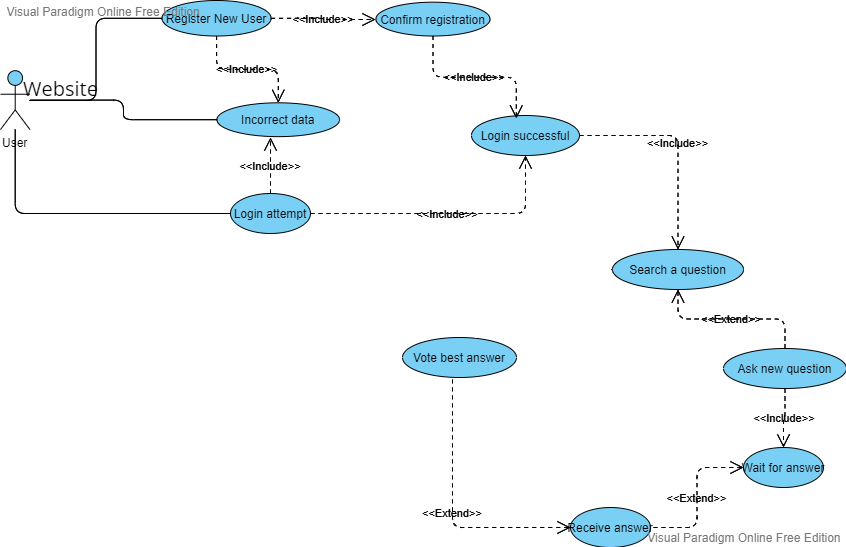 Visual Paradigm Online Free Edition
Register New User
<<Include>>
Confirm registration
<<Include>>
<<Include>>
Website
Incorrect data
Login successful
User
<<Include>>
<<Include>>
Login attempt
<<Include>>
Search a question
<<Extend>>
Vote best answer
Ask new question
<<Include>>
Wait for answer
<<Extend>>
<<Extend>>
Receive answer
Visual Paradigm Online Free Edition